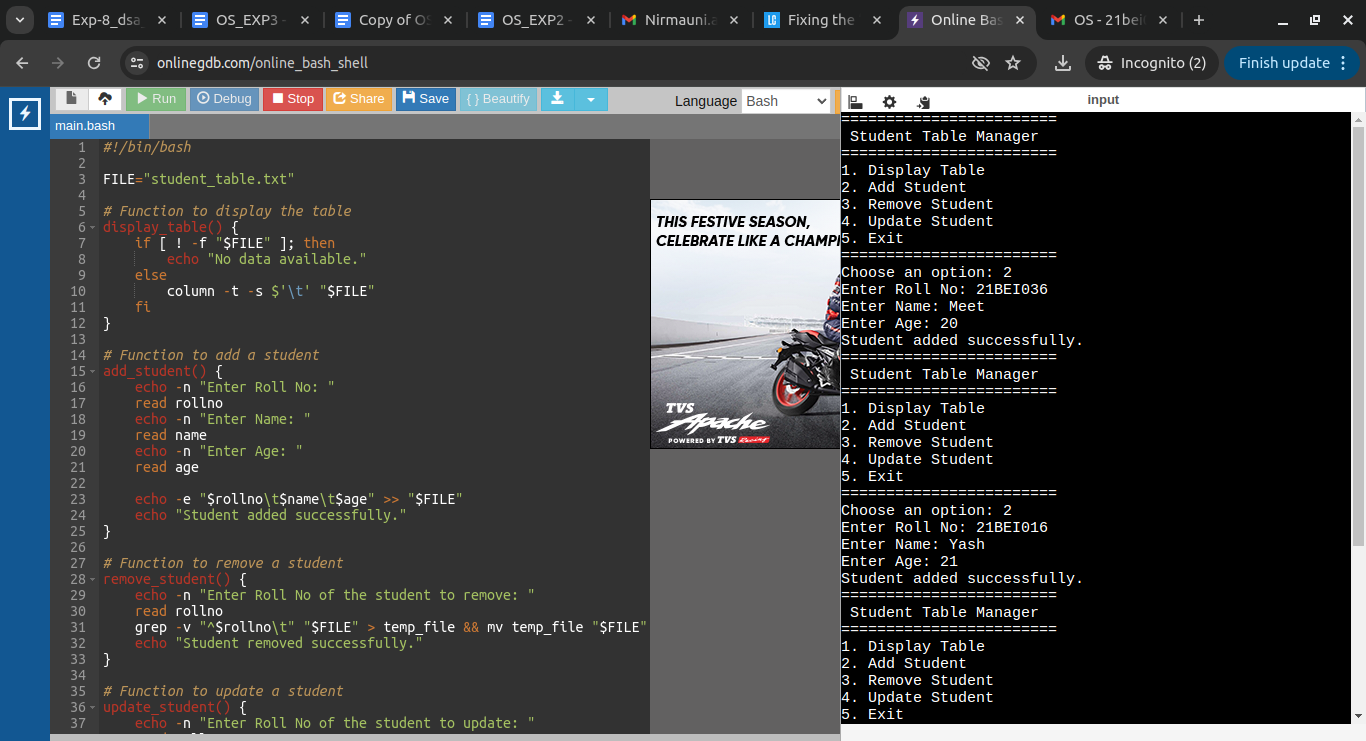 Exp-8_dsa
OS_EXP3 -
Copy of OS
OS_EXP2 -
Nirmauni.a
Fixing the
Online Bas
OS - 21bei
onlinegdb.com/online_bash_shell
Incognito (2)
Finish update
Run
Debug
Stop
Share
Save
{ } Beautify
Language Bash
input
main.bash
1 #!/bin/bash
2
3 FILE="student_table.txt"
4
5 # Function to display the table
6 display_table() {
7     if [ ! -f "$FILE" ]; then
8         echo "No data available."
9     else
10         column -t -s $'\t' "$FILE"
11     fi
12 }
13
14 # Function to add a student
15 add_student() {
16     echo -n "Enter Roll No: "
17     read rollno
18     echo -n "Enter Name: "
19     read name
20     echo -n "Enter Age: "
21     read age
22
23     echo -e "$rollno\t$name\t$age" >> "$FILE"
24     echo "Student added successfully."
25 }
26
27 # Function to remove a student
28 remove_student() {
29     echo -n "Enter Roll No of the student to remove: "
30     read rollno
31     grep -v "^$rollno\t" "$FILE" > temp_file && mv temp_file "$FILE"
32     echo "Student removed successfully."
33 }
34
35 # Function to update a student
36 update_student() {
37     echo -n "Enter Roll No of the student to update: "
THIS FESTIVE SEASON,
CELEBRATE LIKE A CHAMPI
TVS
Apache
POWERED BY TVS Racing
========================
 Student Table Manager
========================
1. Display Table
2. Add Student
3. Remove Student
4. Update Student
5. Exit
========================
Choose an option: 2
Enter Roll No: 21BEI036
Enter Name: Meet
Enter Age: 20
Student added successfully.
========================
 Student Table Manager
========================
1. Display Table
2. Add Student
3. Remove Student
4. Update Student
5. Exit
========================
Choose an option: 2
Enter Roll No: 21BEI016
Enter Name: Yash
Enter Age: 21
Student added successfully.
========================
 Student Table Manager
========================
1. Display Table
2. Add Student
3. Remove Student
4. Update Student
5. Exit